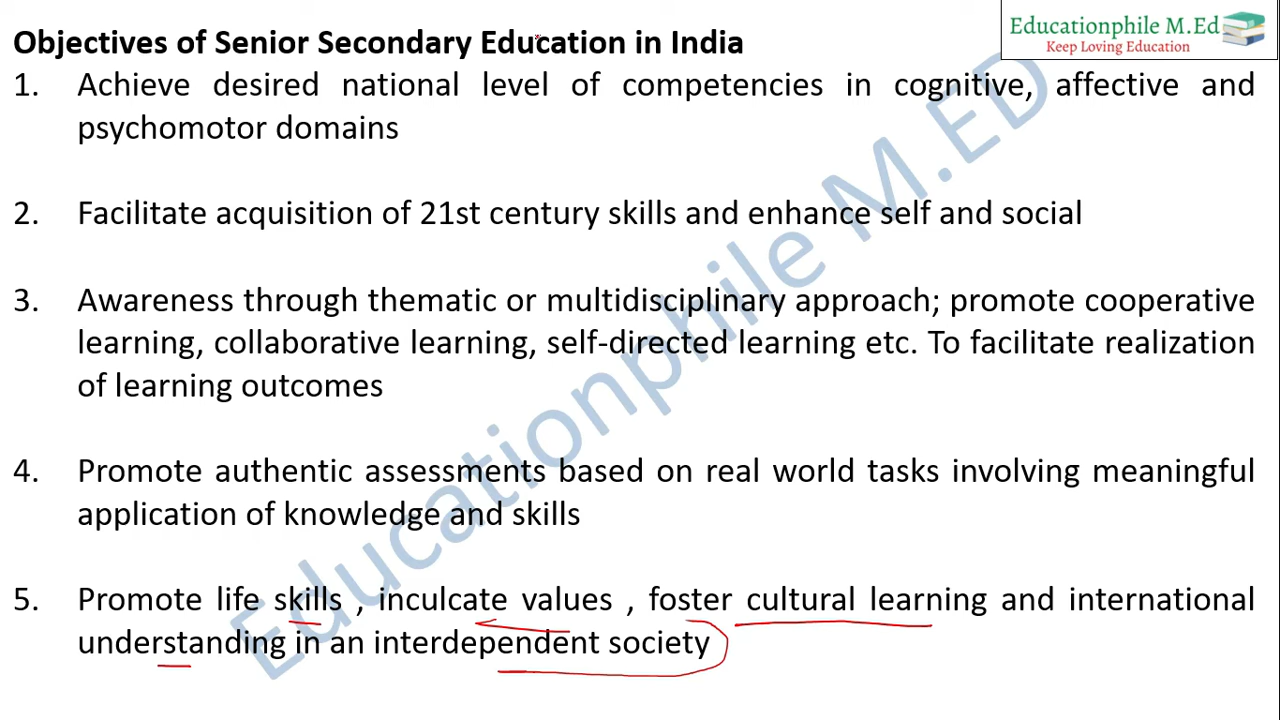 Objectives of Senior Secondary Education in India
Educationphile M.Ed
Keep Loving Education
1. Achieve desired national level of competencies in cognitive, affective and
psychomotor domains
2. Facilitate acquisition of 21st century skills and enhance self and social
3. Awareness through thematic or multidisciplinary approach; promote cooperative
learning, collaborative learning, self-directed learning etc. To facilitate realization
of learning outcomes
4. Promote authentic assessments based on real world tasks involving meaningful
application of knowledge and skills
5. Promote life skills , inculcate values , foster cultural learning and international
understanding in an interdependent society
Educationphile M.ED